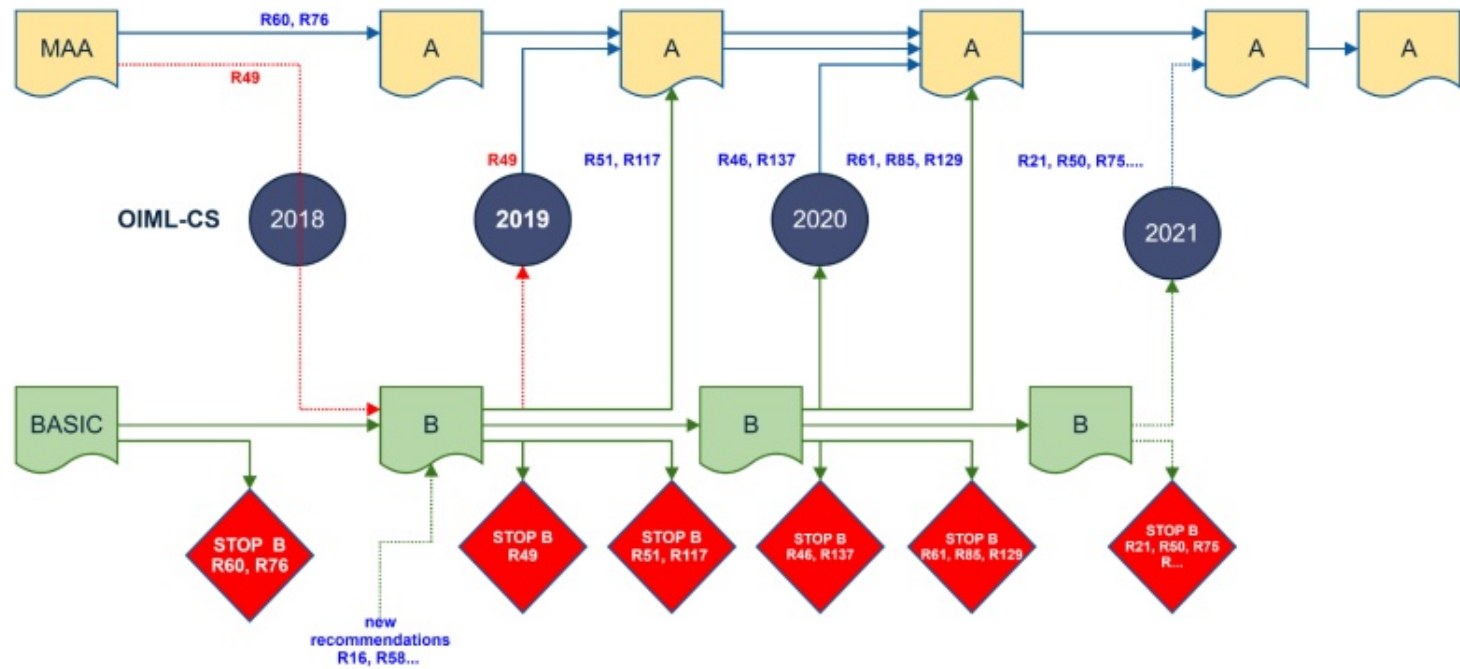 R60, R76
MAA
A
A
A
A
A
R49
R49
R51, R117
R46, R137
R61, R85, R129
R21, R50, R75....
OIML-CS
2018
2019
2020
2021
BASIC
B
B
B
STOP B
R60, R76
STOP B
R49
STOP B
R51, R117
STOP B
R46, R137
STOP B
R61, R85, R129
STOP B
R21, R50, R75
R...
new
recommendations
R16, R58...